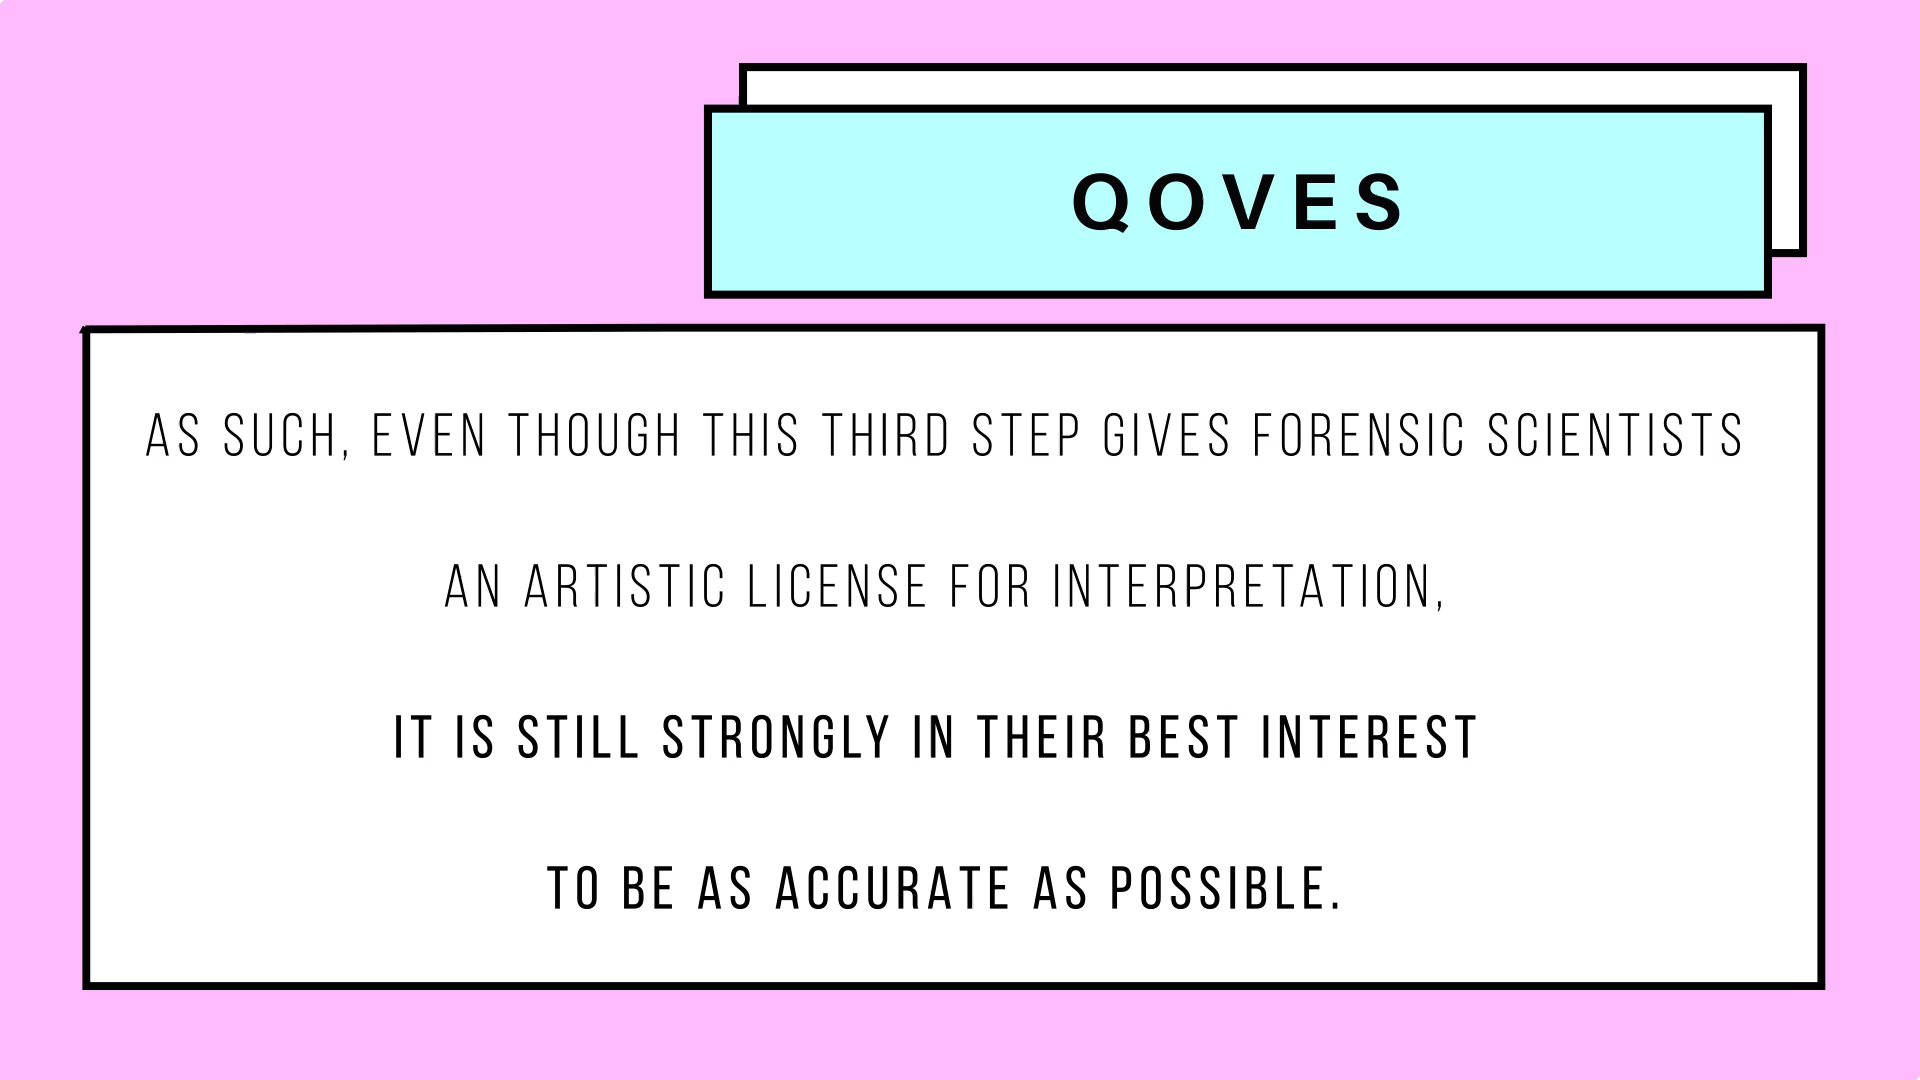 QOVES
AS SUCH, EVEN THOUGH THIS THIRD STEP GIVES FORENSIC SCIENTISTS
AN ARTISTIC LICENSE FOR INTERPRETATION,
IT IS STILL STRONGLY IN THEIR BEST INTEREST
TO BE AS ACCURATE AS POSSIBLE.